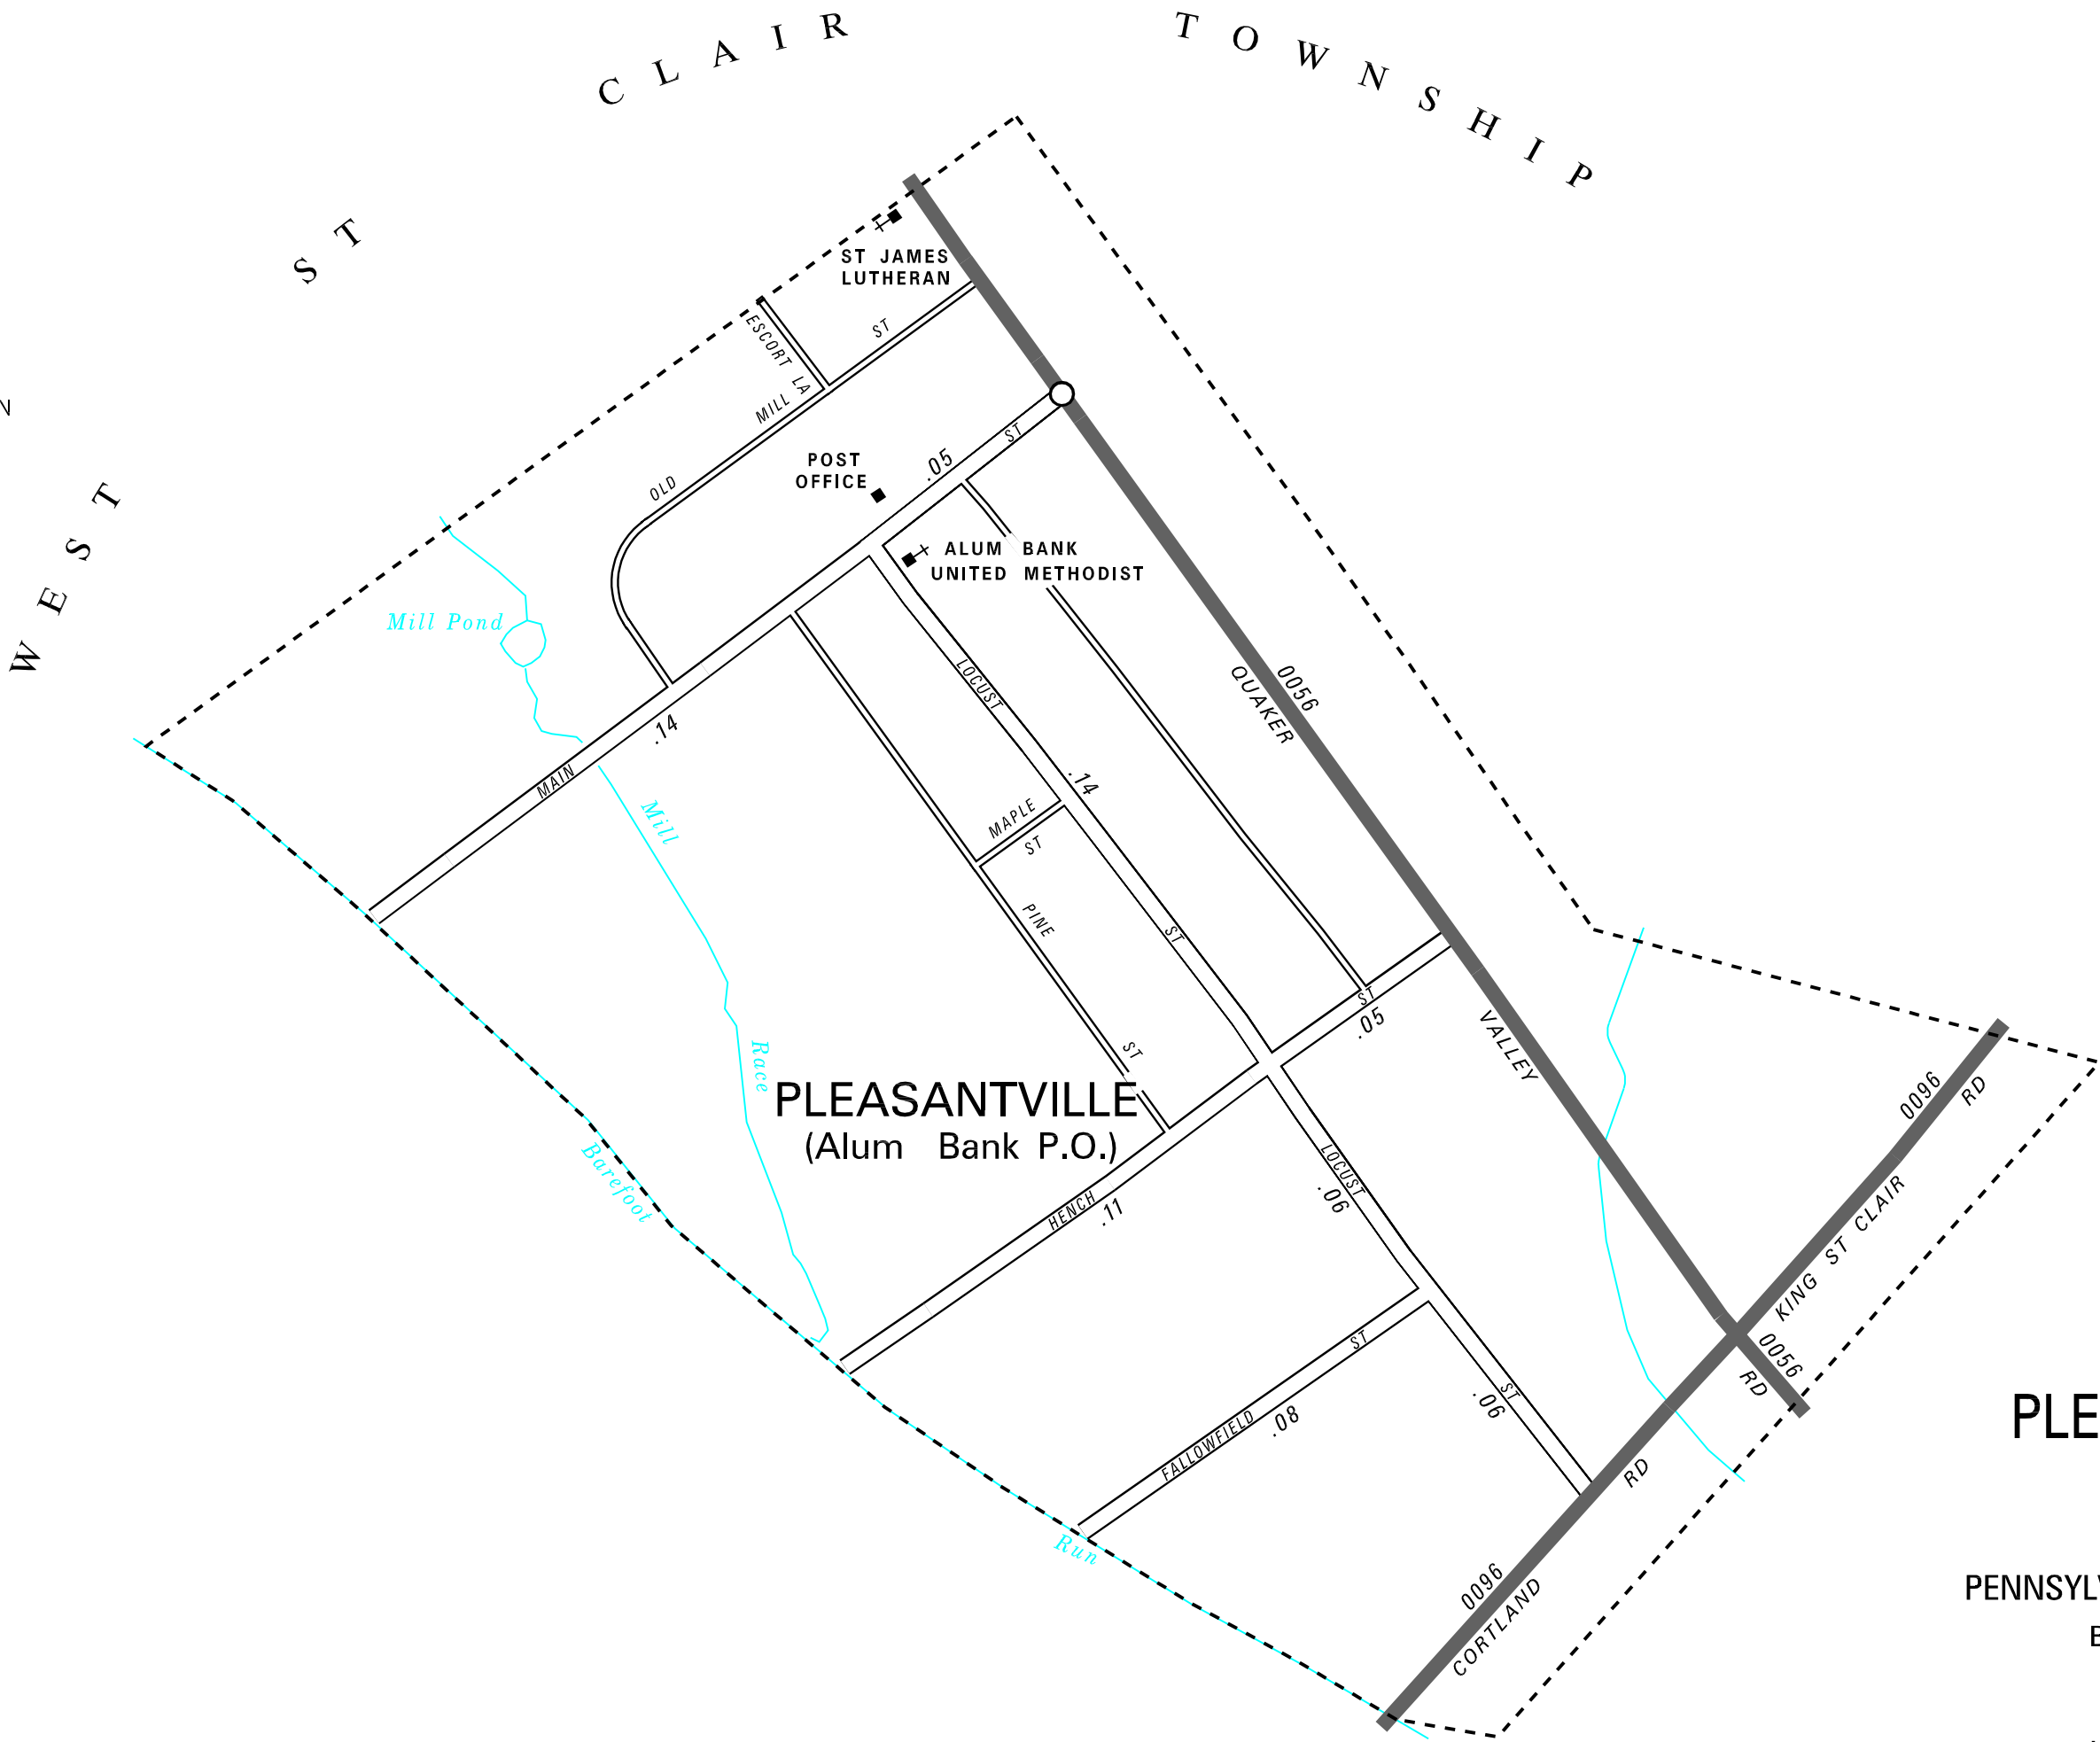 WEST ST CLAIR TOWNSHIP
N
ST JAMES
LUTHERAN
ESCORT LA
OLD MILL ST
POST
OFFICE
.05
ST
ALUM BANK
UNITED METHODIST
Mill Pond
LOCUST
0056
QUAKER
.14
MAIN
.14
Mill
MAPLE
ST
PINE
ST
ST
.05
VALLEY
ST
Race
PLEASANTVILLE
(Alum Bank P.O.)
0096
RD
Barefoot
LOCUST
.06
HENCH
.11
KING ST CLAIR
0056
RD
ST
FALLOWFIELD
.08
ST
.06
RD
PLE
Run
0096
CORTLAND
PENNSYLV
B